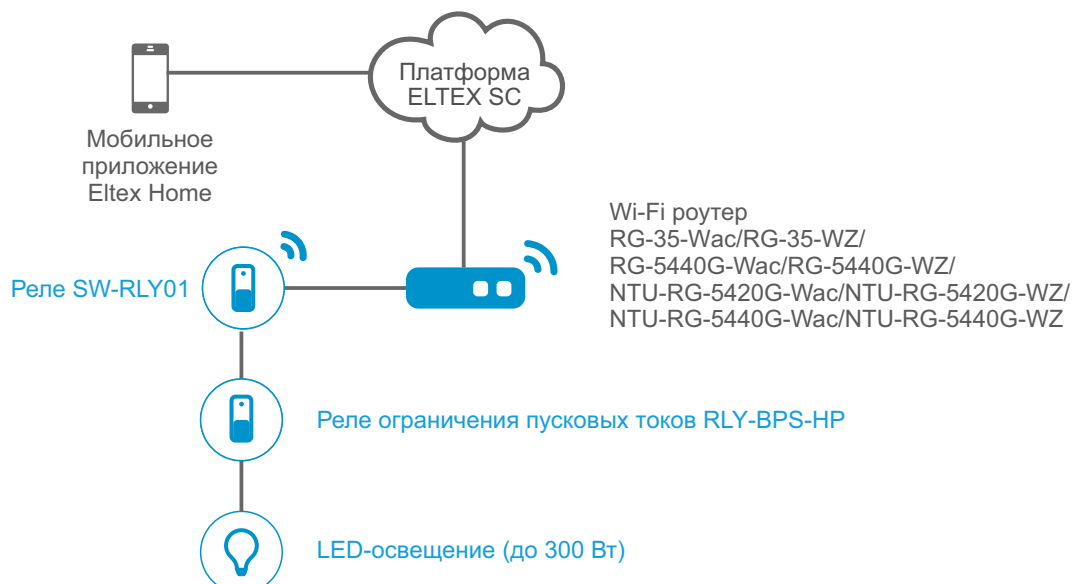 Платформа
ELTEX SC
Мобильное
приложение
Eltex Home
Wi-Fi роутер
RG-35-Wac/RG-35-WZ/
RG-5440G-Wac/RG-5440G-WZ/
NTU-RG-5420G-Wac/NTU-RG-5420G-WZ/
NTU-RG-5440G-Wac/NTU-RG-5440G-WZ
Реле SW-RLY01
Реле ограничения пусковых токов RLY-BPS-HP
LED-освещение (до 300 Вт)